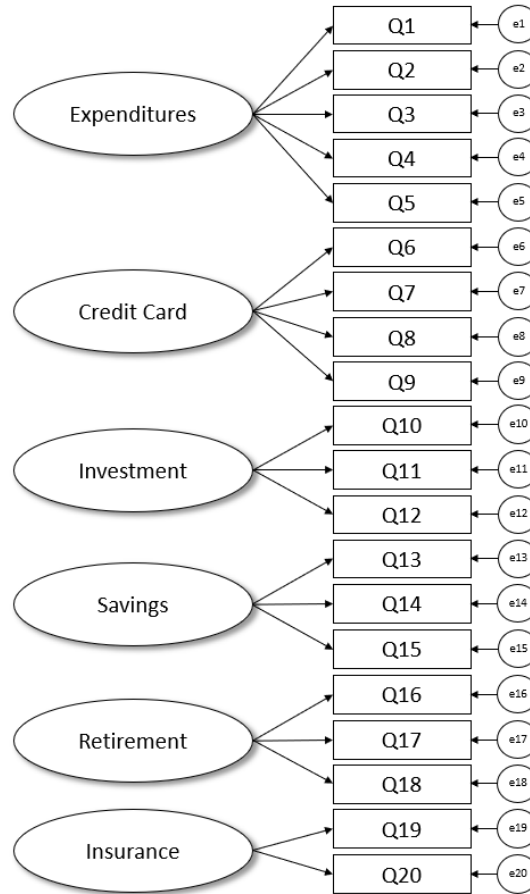 Q1 e1
Q2 e2
Expenditures Q3 e3
Q4 e4
Q5 e5
Q6 e6
Q7 e7
Credit Card
Q8 e8
Q9 e9
Q10 e10
Investment Q11 e11
Q12 e12
Q13 e13
Savings Q14 e14
Q15 e15
Q16 e16
Retirement Q17 e17
Q18 e18
Q19 e19
Insurance
Q20 e20